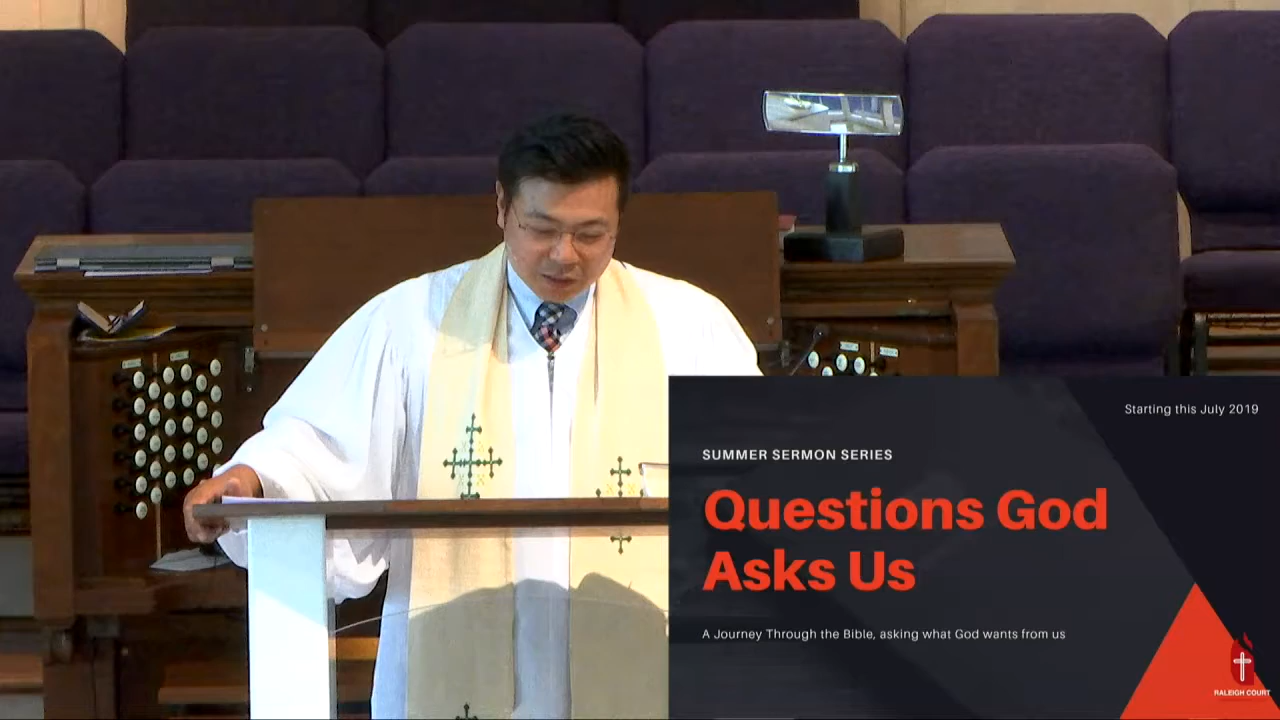 Starting this July 2019
SUMMER SERMON SERIES
Questions God
Asks Us
A Journey Through the Bible, asking what God wants from us
RALEIGH COURT